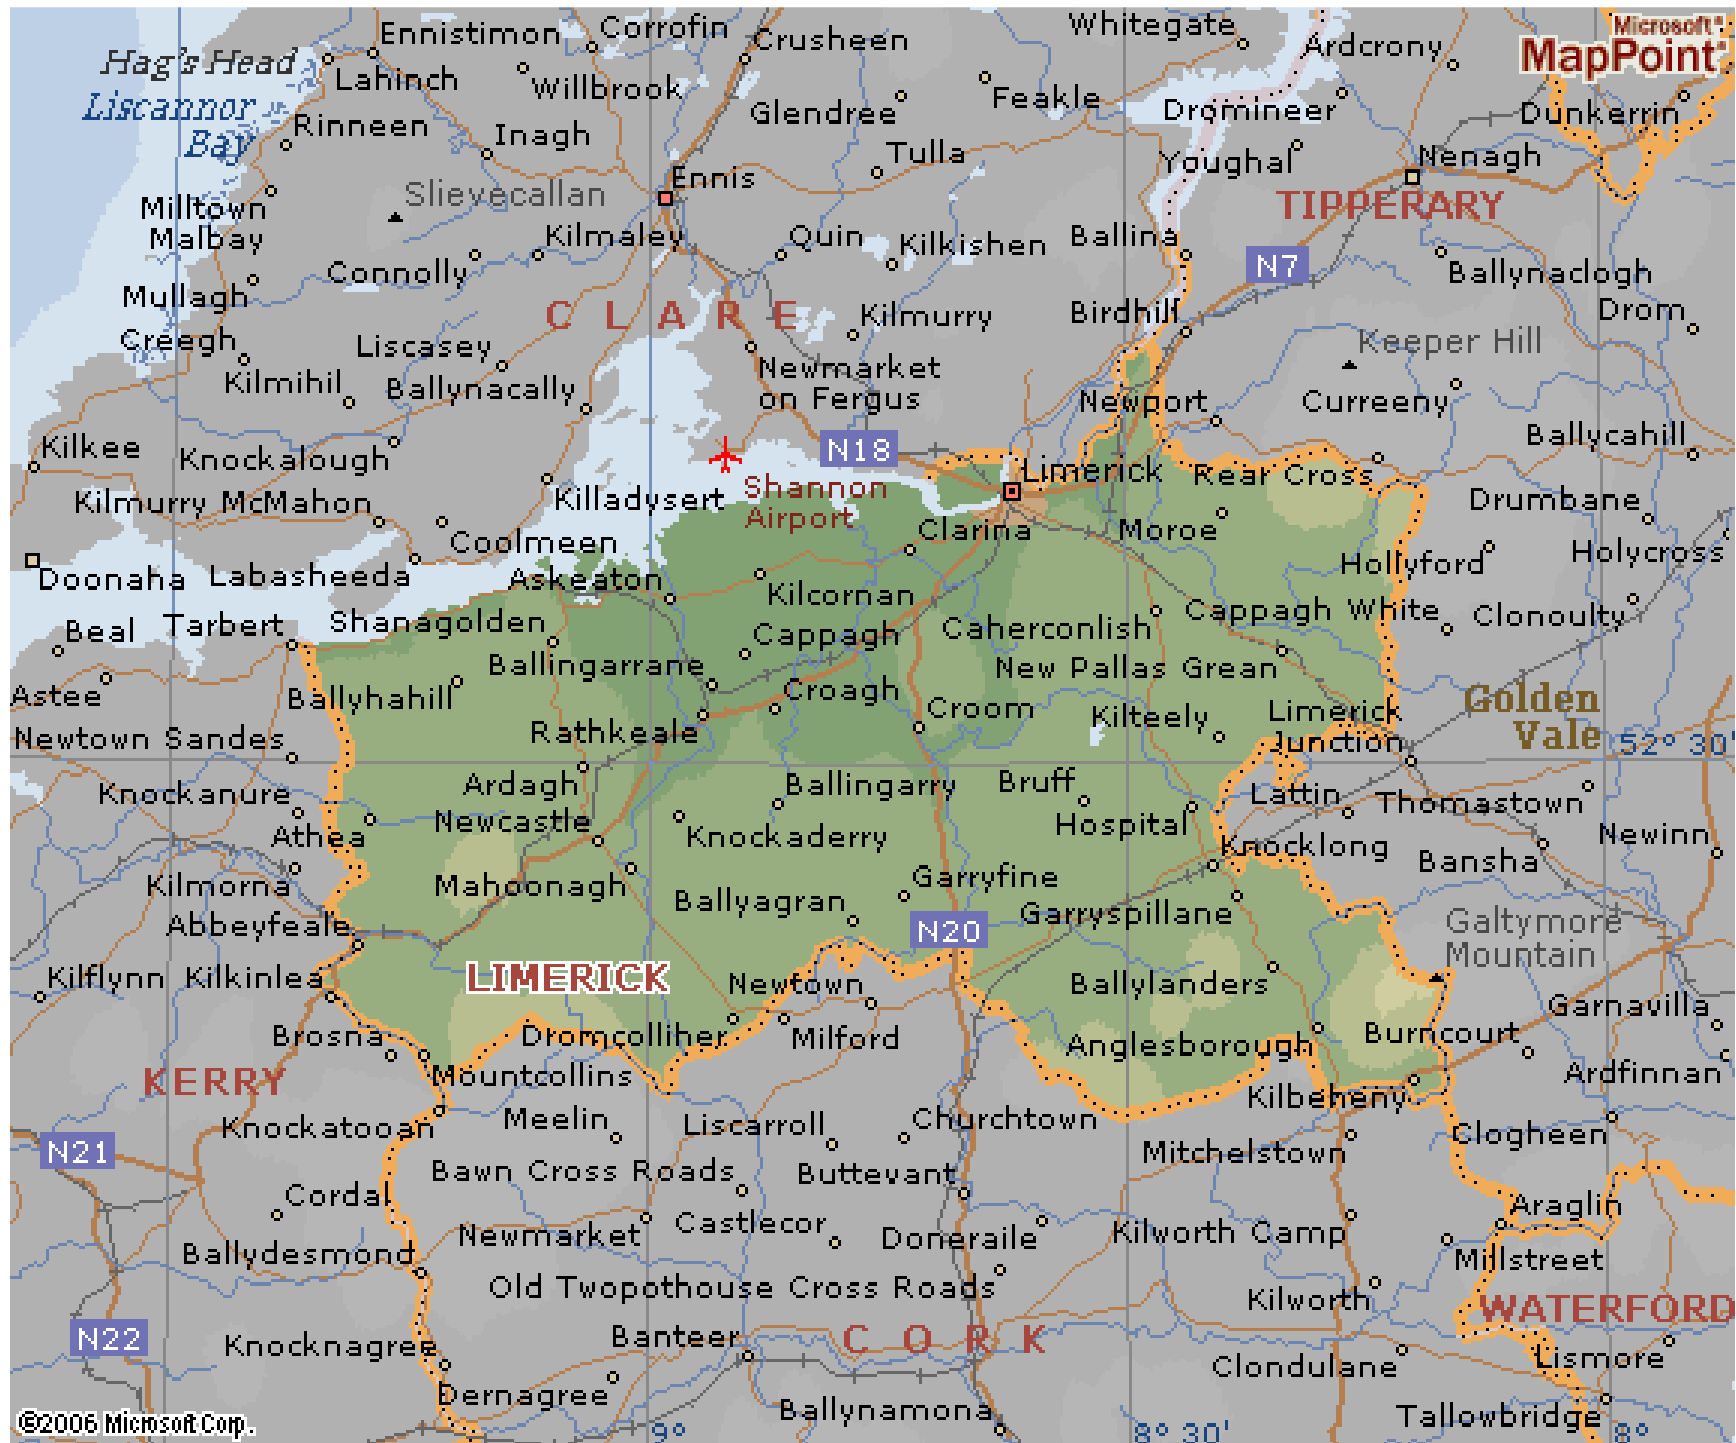 Microsoft®
MapPoint®
Ennistimon
Corrofin
Crusheen
Whitegate
Ardcrony
Hag's Head
Lahinch
Willbrook
Feakle
Liscannor
Bay
Rinneen
Inagh
Glendree
Dromineer
Dunkerrin
Tulla
Youghal
Nenagh
Ennis
Slievecallan
TIPPERARY
Milltown
Malbay
Kilmaley
Quin
Kilkishen
Ballina
N7
Connolly
Ballynaclogh
Mullagh
CLARE
Kilmurry
Birdhill
Drom
Creegh
Liscasey
Keeper Hill
Newmarket
on Fergus
Kilmihil
Ballynacally
Newport
Curreeny
Kilkee
Knockalough
N18
Ballycahill
Limerick
Rear Cross
Kilmurry McMahon
Killadysert
Shannon
Airport
Drumbane
Clarina
Moroe
Coolmeen
Hollyford
Holycross
Doonaha
Labasheeda
Askeaton
Kilcornan
Cappagh White
Clonoulty
Beal
Tarbert
Shanagolden
Cappagh
Caherconlish
Ballingarrane
New Pallas Grean
Astee
Ballyhahill
Croagh
Croom
Kilteely
Limerick
Junction
Golden
Vale
Newtown Sandes
Rathkeale
52° 30'
Ardagh
Ballingarry
Bruff
Knockanure
Lattin
Thomastown
Athea
Newcastle
Knockaderry
Hospital
Knocklong
Newinn
Bansha
Kilmorna
Mahoonagh
Garryfine
Ballyagran
Garryspillane
Abbeyfeale
N20
Galtymore
Mountain
Kilflynn
Kilkinlea
LIMERICK
Newtown
Ballylanders
Garnavilla
Brosna
Dromcolliher
Milford
Anglesborough
Burncourt
KERRY
Mountcollins
Ardfinnan
Kilbeheny
Knockatooan
Meelin
Liscarroll
Churchtown
Clogheen
N21
Mitchelstown
Bawn Cross Roads
Buttevant
Cordal
Araglin
Newmarket
Castlecor
Doneraile
Kilworth Camp
Ballydesmond
Millstreet
Old Twopothouse Cross Roads
Kilworth
WATERFORD
N22
Knocknagree
Banteer
CORK
Clondulane
Lismore
Dernagree
Ballynamona
Tallowbridge
©2006 Microsoft Corp.
9°
8° 30'
8°